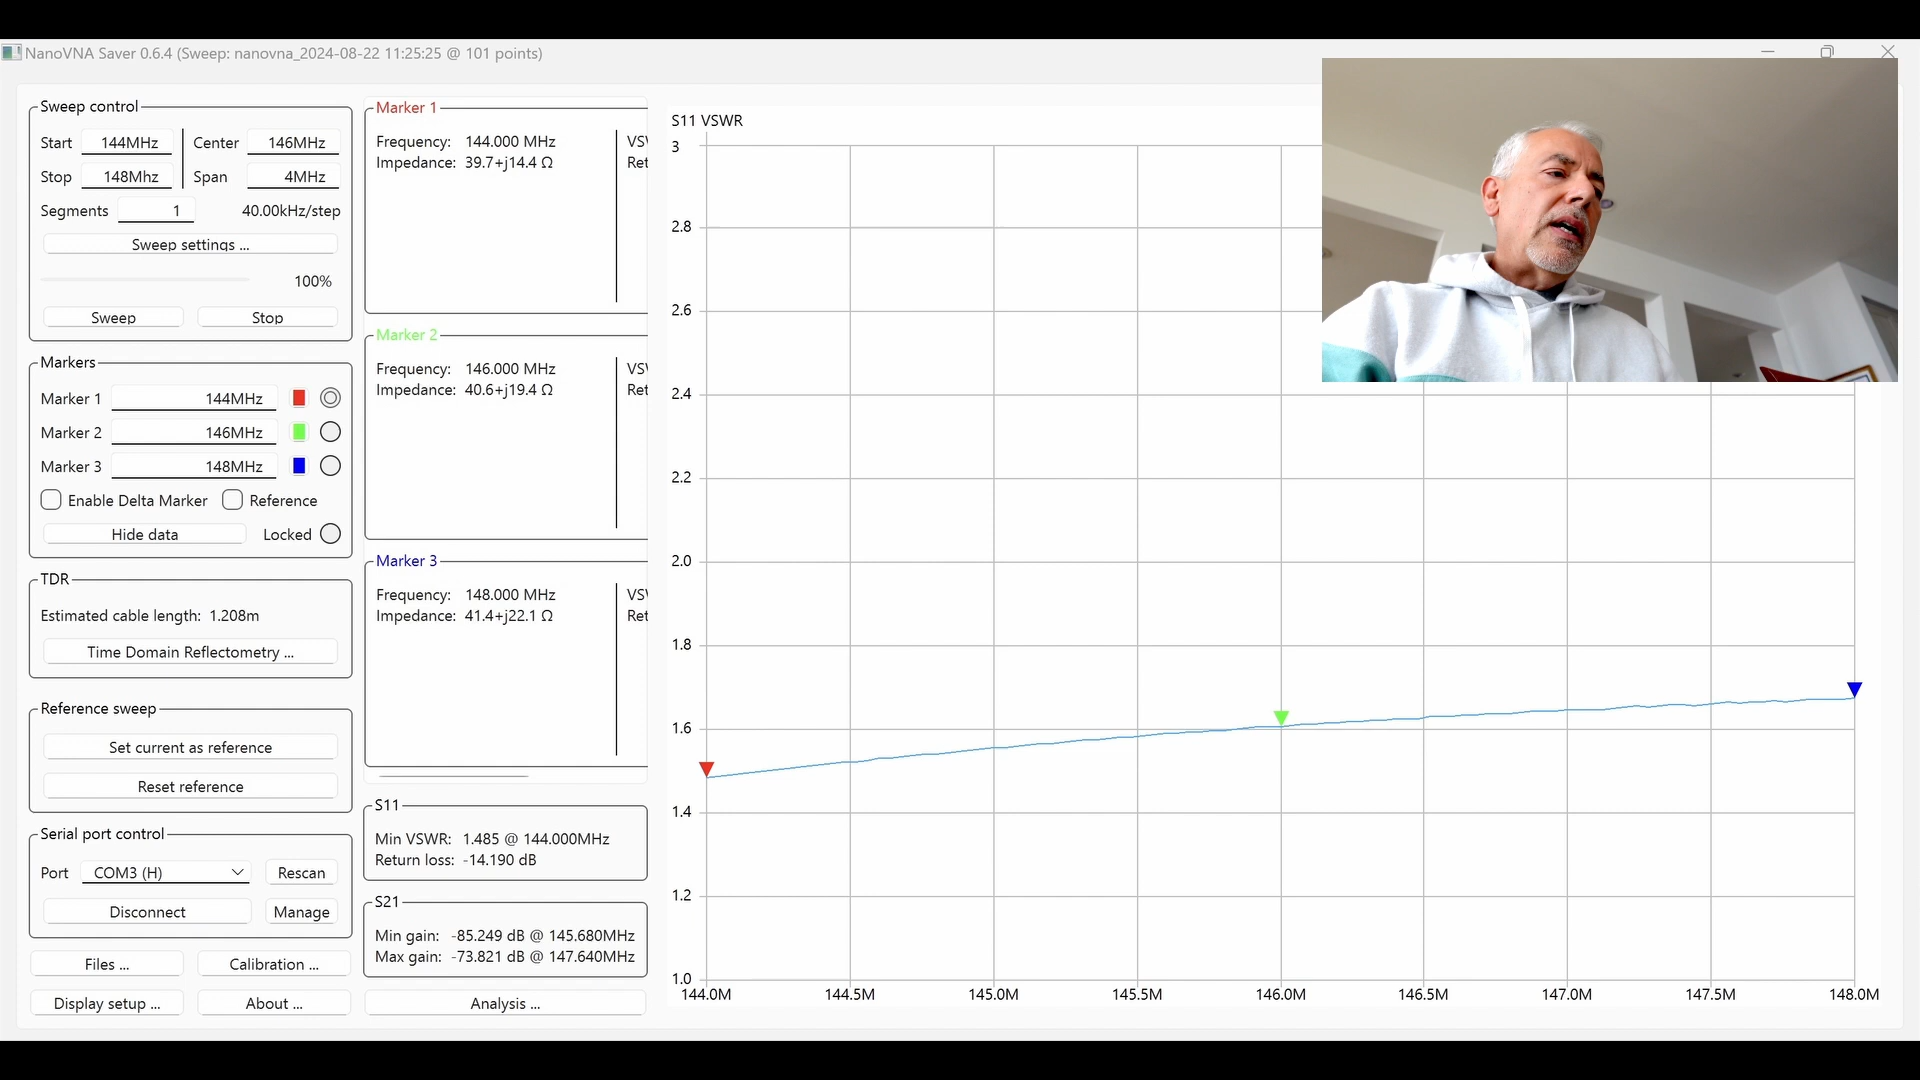 NanoVNA Saver 0.6.4 (Sweep: nanovna_2024-08-22 11:25:25 @ 101 points)
Sweep control
Start 144MHz Center 146MHz
Stop 148Mhz Span 4MHz
Segments 1 40.00kHz/step
Sweep settings ...
100%
Sweep Stop
Markers
Marker 1 144MHz
Marker 2 146MHz
Marker 3 148MHz
Enable Delta Marker Reference
Hide data Locked
TDR
Estimated cable length: 1.208m
Time Domain Reflectometry ...
Reference sweep
Set current as reference
Reset reference
Serial port control
Port COM3 (H) Rescan
Disconnect Manage
Files ... Calibration ...
Display setup ... About ...
Marker 1
Frequency: 144.000 MHz
Impedance: 39.7+j14.4 Ω
Marker 2
Frequency: 146.000 MHz
Impedance: 40.6+j19.4 Ω
Marker 3
Frequency: 148.000 MHz
Impedance: 41.4+j22.1 Ω
S11
Min VSWR: 1.485 @ 144.000MHz
Return loss: -14.190 dB
S21
Min gain: -85.249 dB @ 145.680MHz
Max gain: -73.821 dB @ 147.640MHz
Analysis ...
S11 VSWR
3
2.8
2.6
2.4
2.2
2.0
1.8
1.6
1.4
1.2
1.0
144.0M 144.5M 145.0M 145.5M 146.0M 146.5M 147.0M 147.5M 148.0M